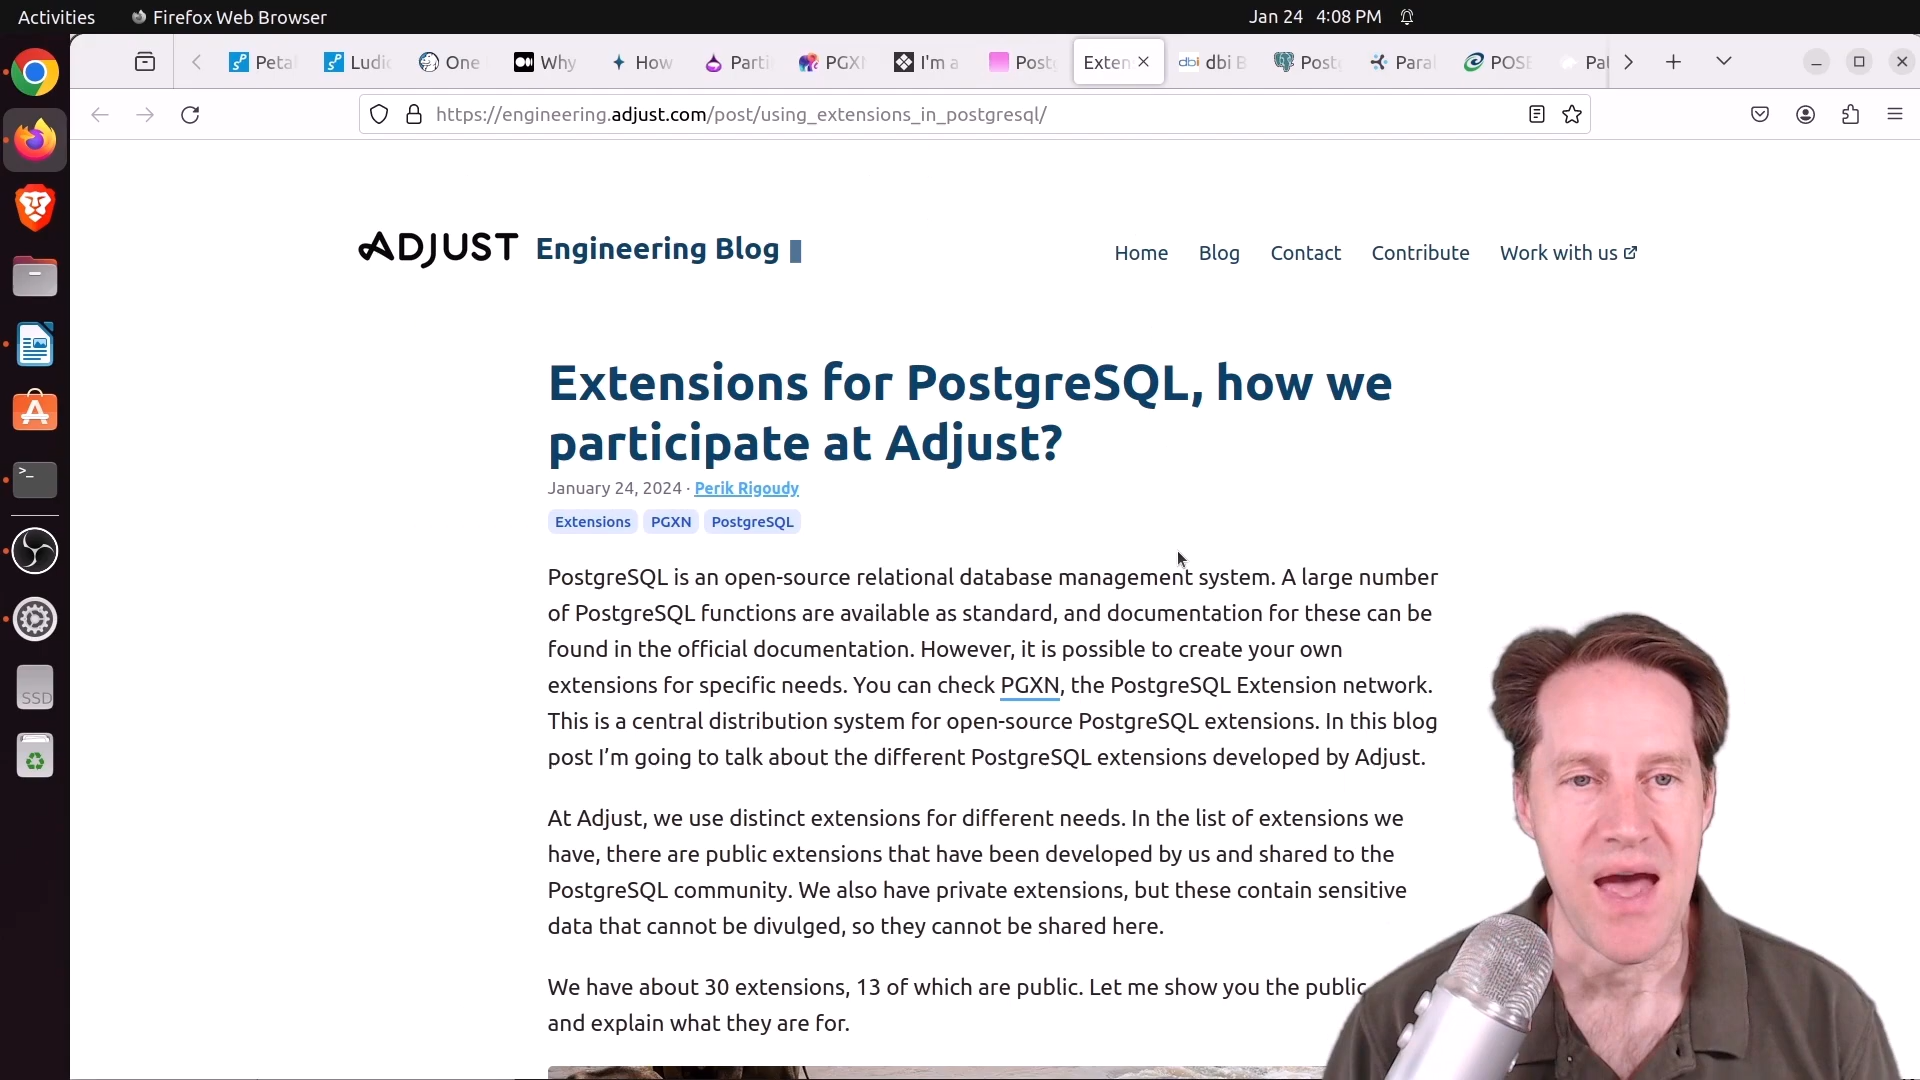 Activities
Firefox Web Browser
Jan 24 4:08 PM
Peta
Ludi
One
Why
How
Parti
PGXN
I'm a
Post
Exten
dbi dbi B
Post
Para
POSE
Pat
https://engineering.adjust.com/post/using_extensions_in_postgresql/
ADJUST Engineering Blog
Home
Blog
Contact
Contribute
Work with us
Extensions for PostgreSQL, how we
participate at Adjust?
January 24, 2024 · Perik Rigoudy
Extensions
PGXN
PostgreSQL
PostgreSQL is an open-source relational database management system. A large number
of PostgreSQL functions are available as standard, and documentation for these can be
found in the official documentation. However, it is possible to create your own
extensions for specific needs. You can check PGXN, the PostgreSQL Extension network.
This is a central distribution system for open-source PostgreSQL extensions. In this blog
post I’m going to talk about the different PostgreSQL extensions developed by Adjust.
At Adjust, we use distinct extensions for different needs. In the list of extensions we
have, there are public extensions that have been developed by us and shared to the
PostgreSQL community. We also have private extensions, but these contain sensitive
data that cannot be divulged, so they cannot be shared here.
We have about 30 extensions, 13 of which are public. Let me show you the public
and explain what they are for.
SSD